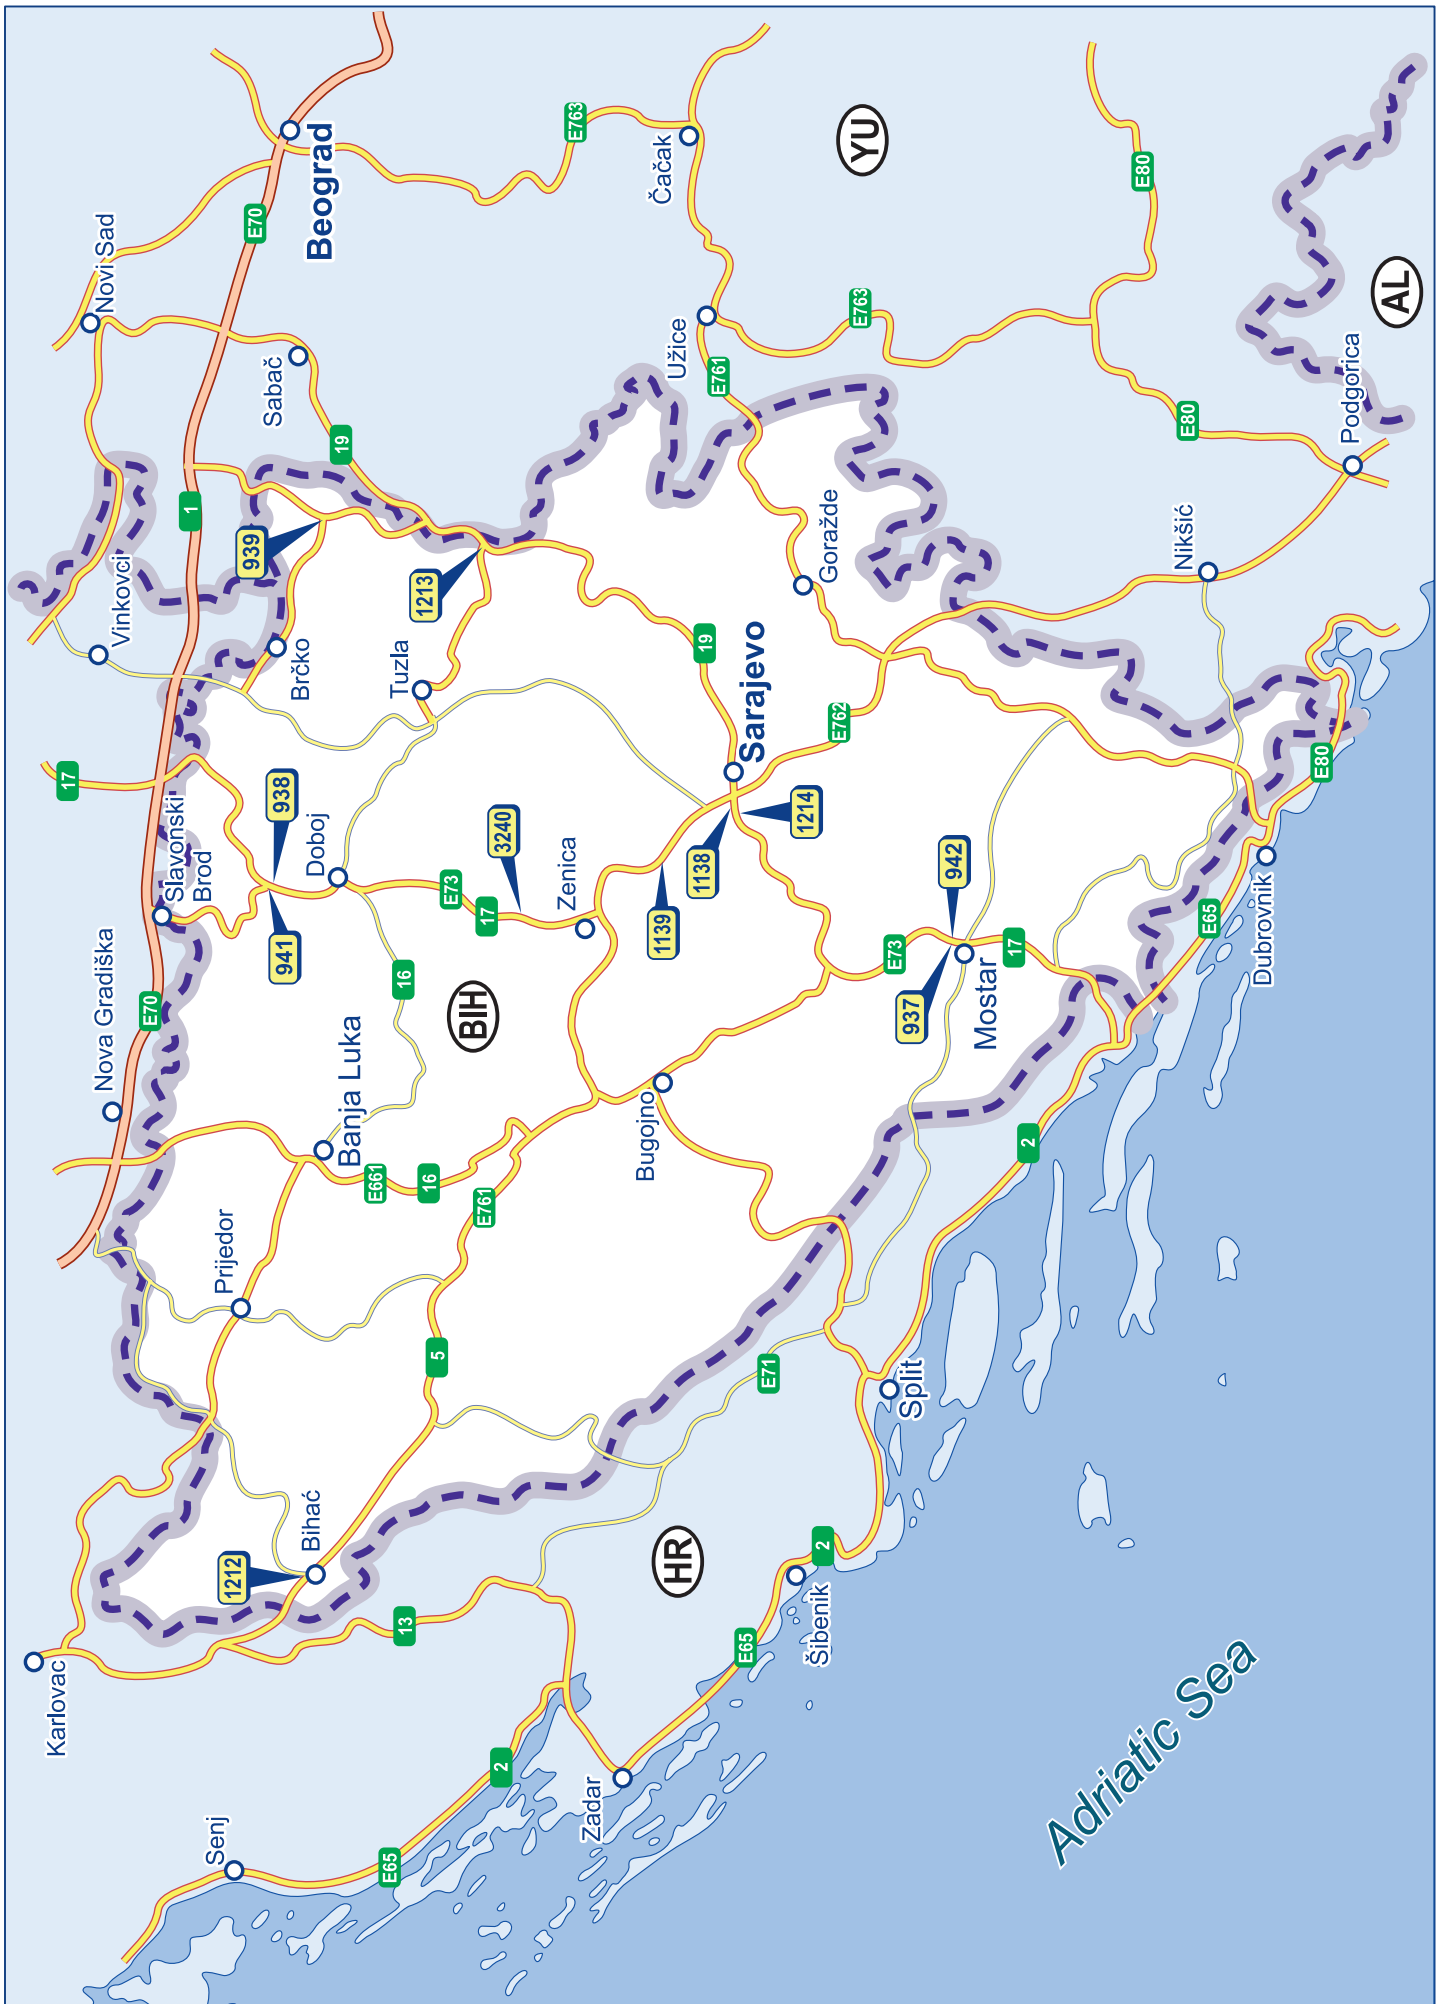 Karlovac
Senj
Zadar
Šibenik
Split
Bihać
Prijedor
Banja Luka
Nova Gradiška
Slavonski
Brod
Doboj
Zenica
Bugojno
Mostar
Dubrovnik
Sarajevo
Tuzla
Brčko
Vinkovci
Goražde
Nikšić
Podgorica
Užice
Čačak
Sabač
Novi Sad
Beograd
HR
BIH
YU
AL
Adriatic Sea
1212
941
938
3240
1139
1138
1214
937
942
1213
939
E65
2
13
E65
2
E71
2
5
E761
16
E661
E70
16
17
E73
17
E73
17
E65
E80
E762
19
1
19
E70
E761
E763
E763
E80
E80